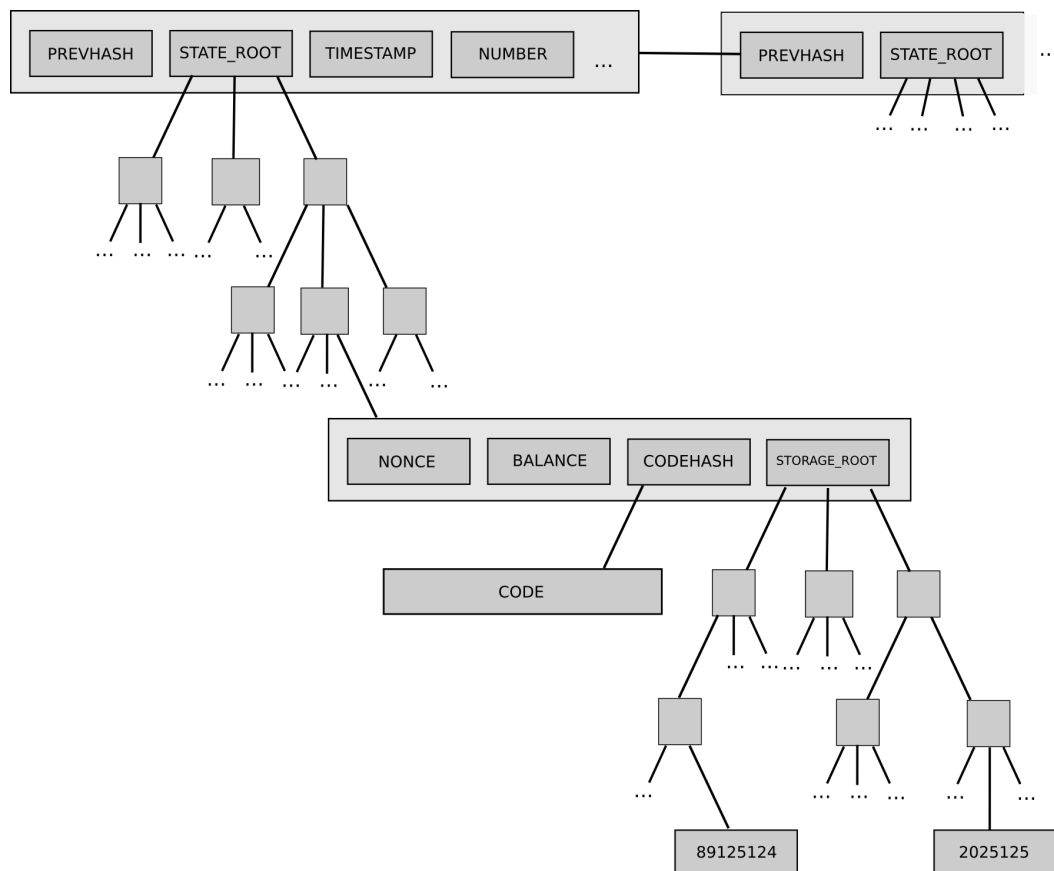 PREVHASH
STATE_ROOT
TIMESTAMP
NUMBER
...
PREVHASH
STATE_ROOT
...
... ... ... ...
... ... ... ... ...
... ... ... ... ... ...
NONCE
BALANCE
CODEHASH
STORAGE_ROOT
CODE
... ... ... ... ...
... ... ... ... ... ...
89125124
2025125